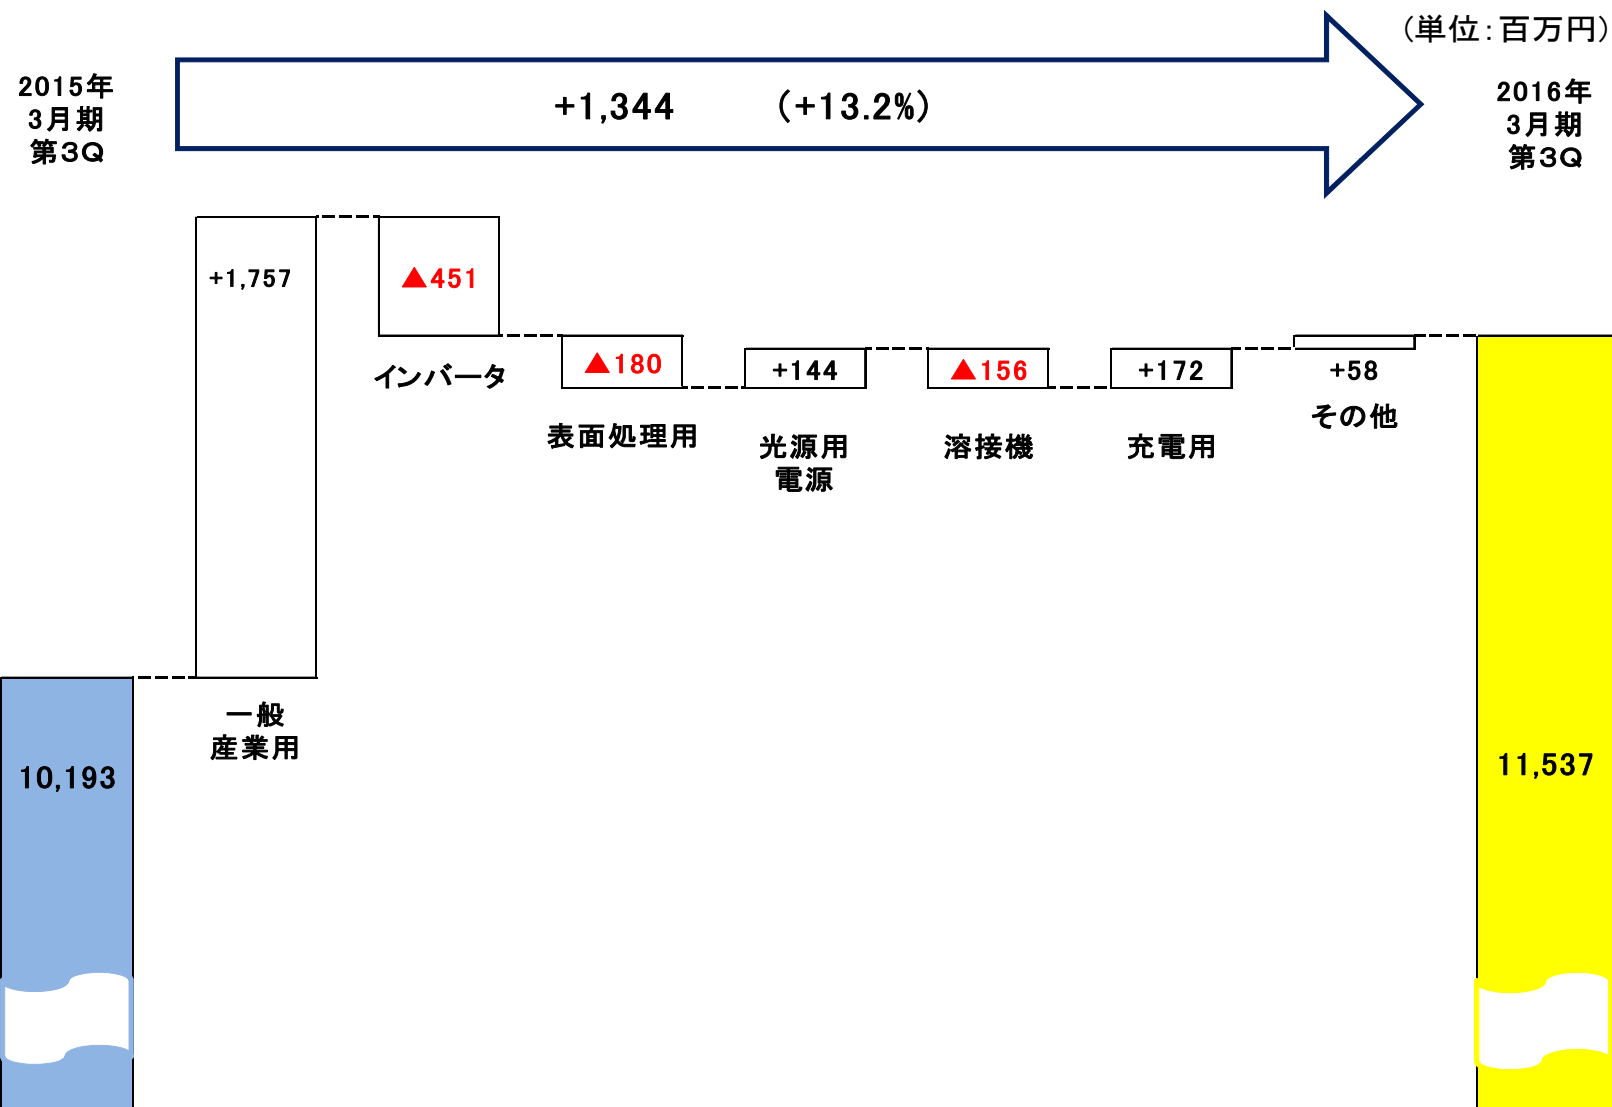 (単位:百万円)
2015年
3月期
第3Q
+1,344 (+13.2%)
2016年
3月期
第3Q
+1,757
▲451
▲180
+144
▲156
+172
+58
インバータ
表面処理用
光源用
電源
溶接機
充電用
その他
一般
産業用
10,193
11,537